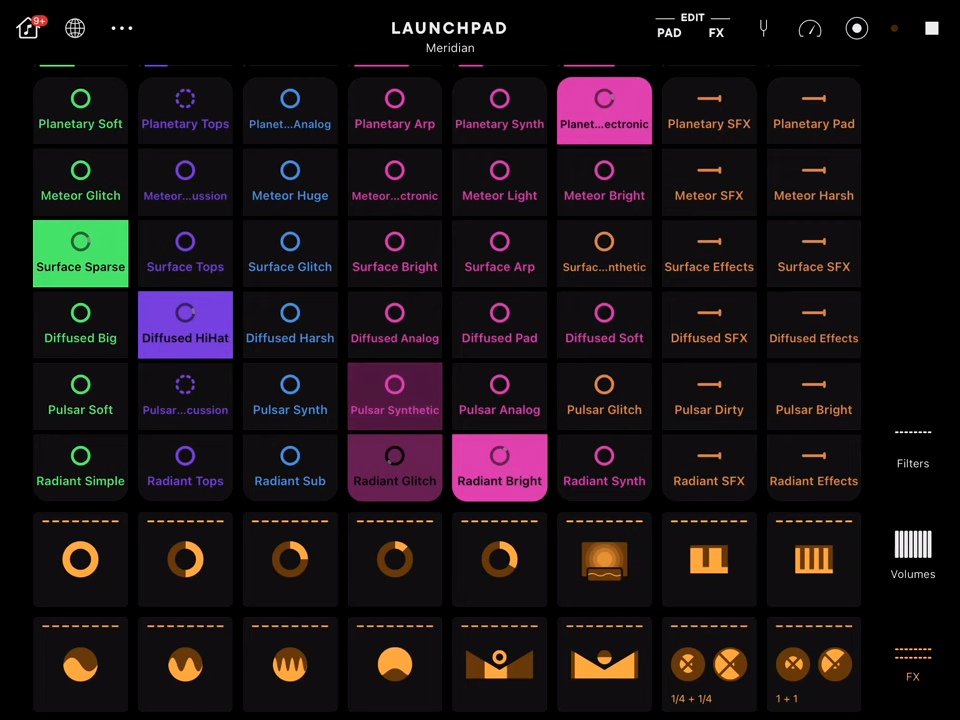 9+
LAUNCHPAD
Meridian
EDIT
PAD FX
Planetary Soft Planetary Tops Planet...Analog Planetary Arp Planetary Synth Planet...ectronic Planetary SFX Planetary Pad
Meteor Glitch Meteor...ussion Meteor Huge Meteor...ctronic Meteor Light Meteor Bright Meteor SFX Meteor Harsh
Surface Sparse Surface Tops Surface Glitch Surface Bright Surface Arp Surfac...nthetic Surface Effects Surface SFX
Diffused Big Diffused HiHat Diffused Harsh Diffused Analog Diffused Pad Diffused Soft Diffused SFX Diffused Effects
Pulsar Soft Pulsar...cussion Pulsar Synth Pulsar Synthetic Pulsar Analog Pulsar Glitch Pulsar Dirty Pulsar Bright
Radiant Simple Radiant Tops Radiant Sub Radiant Glitch Radiant Bright Radiant Synth Radiant SFX Radiant Effects
Filters
Volumes
FX
1/4 + 1/4
1 + 1